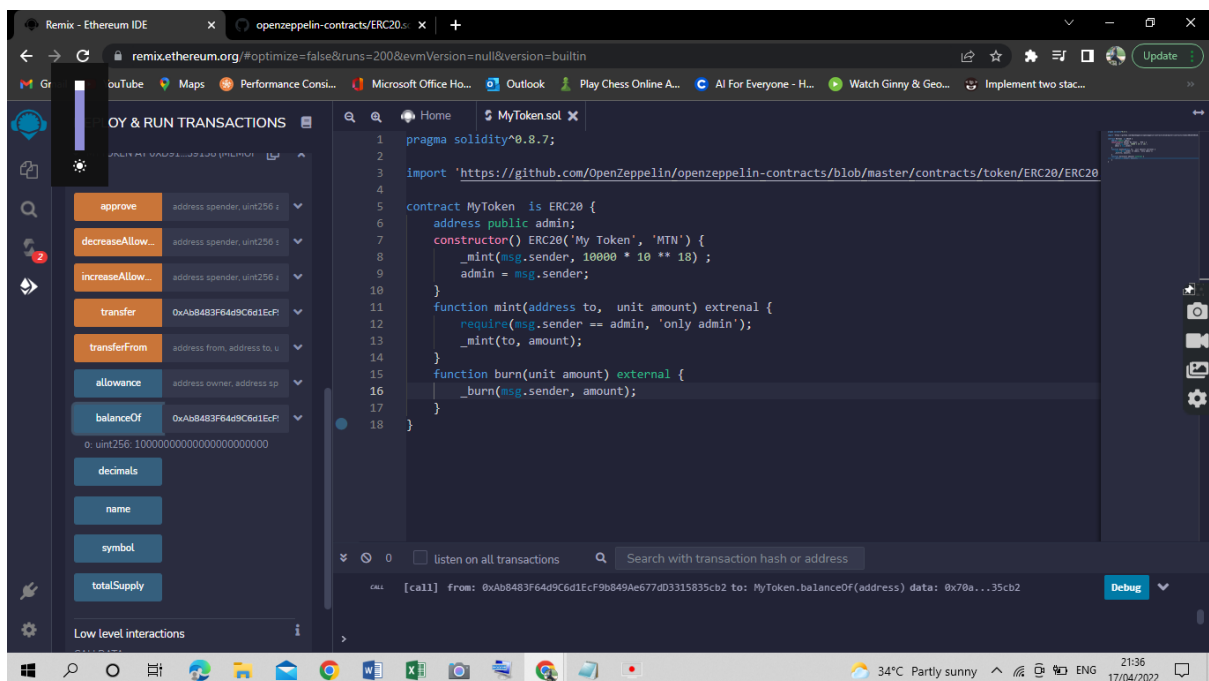 Remix - Ethereum IDE
openzeppelin-contracts/ERC20.s
remix.ethereum.org/#optimize=false&runs=200&evmVersion=null&version=builtin
Update
ouTube Maps Performance Consi... Microsoft Office Ho... Outlook Play Chess Online A... AI For Everyone - H... Watch Ginny & Geo... Implement two stac...
OY & RUN TRANSACTIONS
Home MyToken.sol
approve address spender, uint256
decreaseAllow... address spender, uint256
2
increaseAllow... address spender, uint256
transfer 0xAb8483F64d9C6d1EcF
transferFrom address from, address to, u
allowance address owner, address sp
balanceOf 0xAb8483F64d9C6d1EcF
0: uint256:
decimals
name
symbol
totalSupply
Low level interactions
1 pragma solidity^0.8.7;
2
3 import 'https://github.com/OpenZeppelin/openzeppelin-contracts/blob/master/contracts/token/ERC20/ERC20
4
5 contract MyToken is ERC20 {
6 address public admin;
7 constructor() ERC20('My Token', 'MTN') {
8 _mint(msg.sender, 10000 * 10 ** 18) ;
9 admin = msg.sender;
10 }
11 function mint(address to, unit amount) extrenal {
12 require(msg.sender == admin, 'only admin');
13 _mint(to, amount);
14 }
15 function burn(unit amount) external {
16 _burn(msg.sender, amount);
17 }
18 }
0 listen on all transactions Search with transaction hash or address
CALL [call] from: 0xAb8483F64d9C6d1EcF9b849Ae677dD3315835cb2 to: MyToken.balanceOf(address) data: 0x70a...35cb2 Debug
>
34°C Partly sunny ENG 21:36
17/04/2022